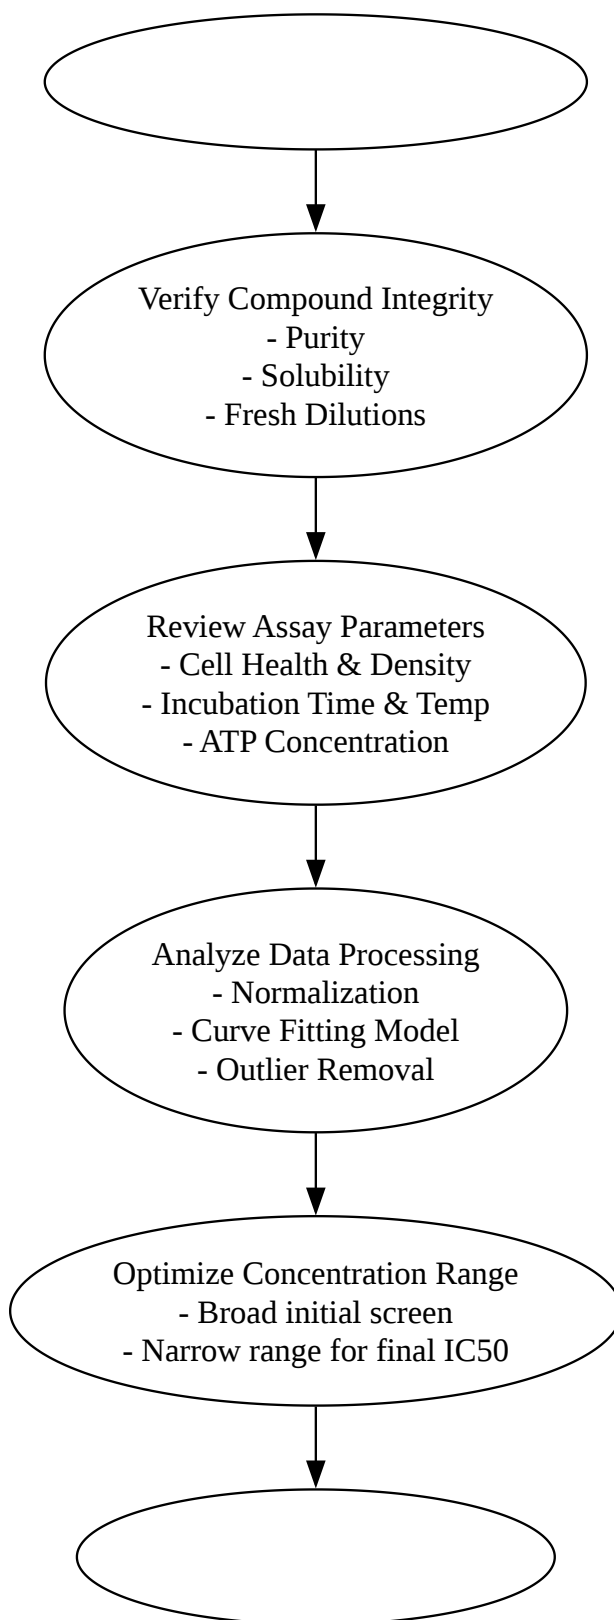 Verify Compound Integrity
- Purity
- Solubility
- Fresh Dilutions
Review Assay Parameters
- Cell Health & Density
- Incubation Time & Temp
- ATP Concentration
Analyze Data Processing
- Normalization
- Curve Fitting Model
- Outlier Removal
Optimize Concentration Range
- Broad initial screen
- Narrow range for final IC50